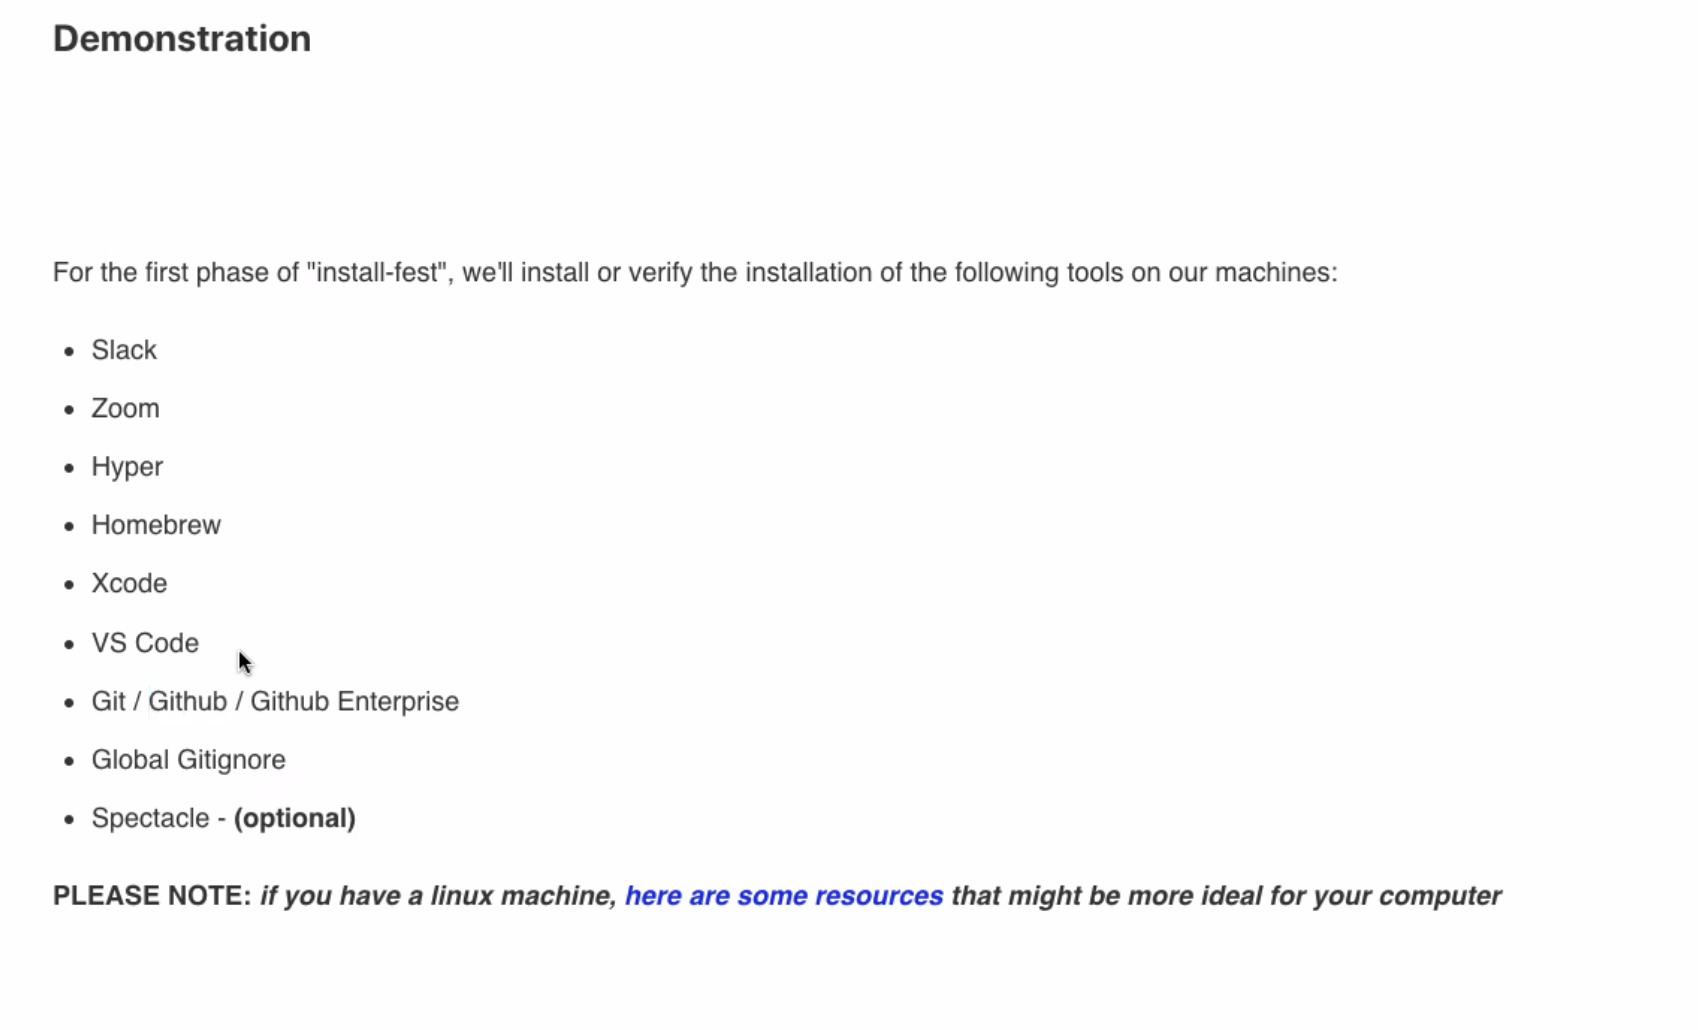 Demonstration
For the first phase of "install-fest", we'll install or verify the installation of the following tools on our machines:
• Slack
• Zoom
• Hyper
• Homebrew
• Xcode
• VS Code
• Git / Github / Github Enterprise
• Global Gitignore
• Spectacle - (optional)
PLEASE NOTE: if you have a linux machine, here are some resources that might be more ideal for your computer